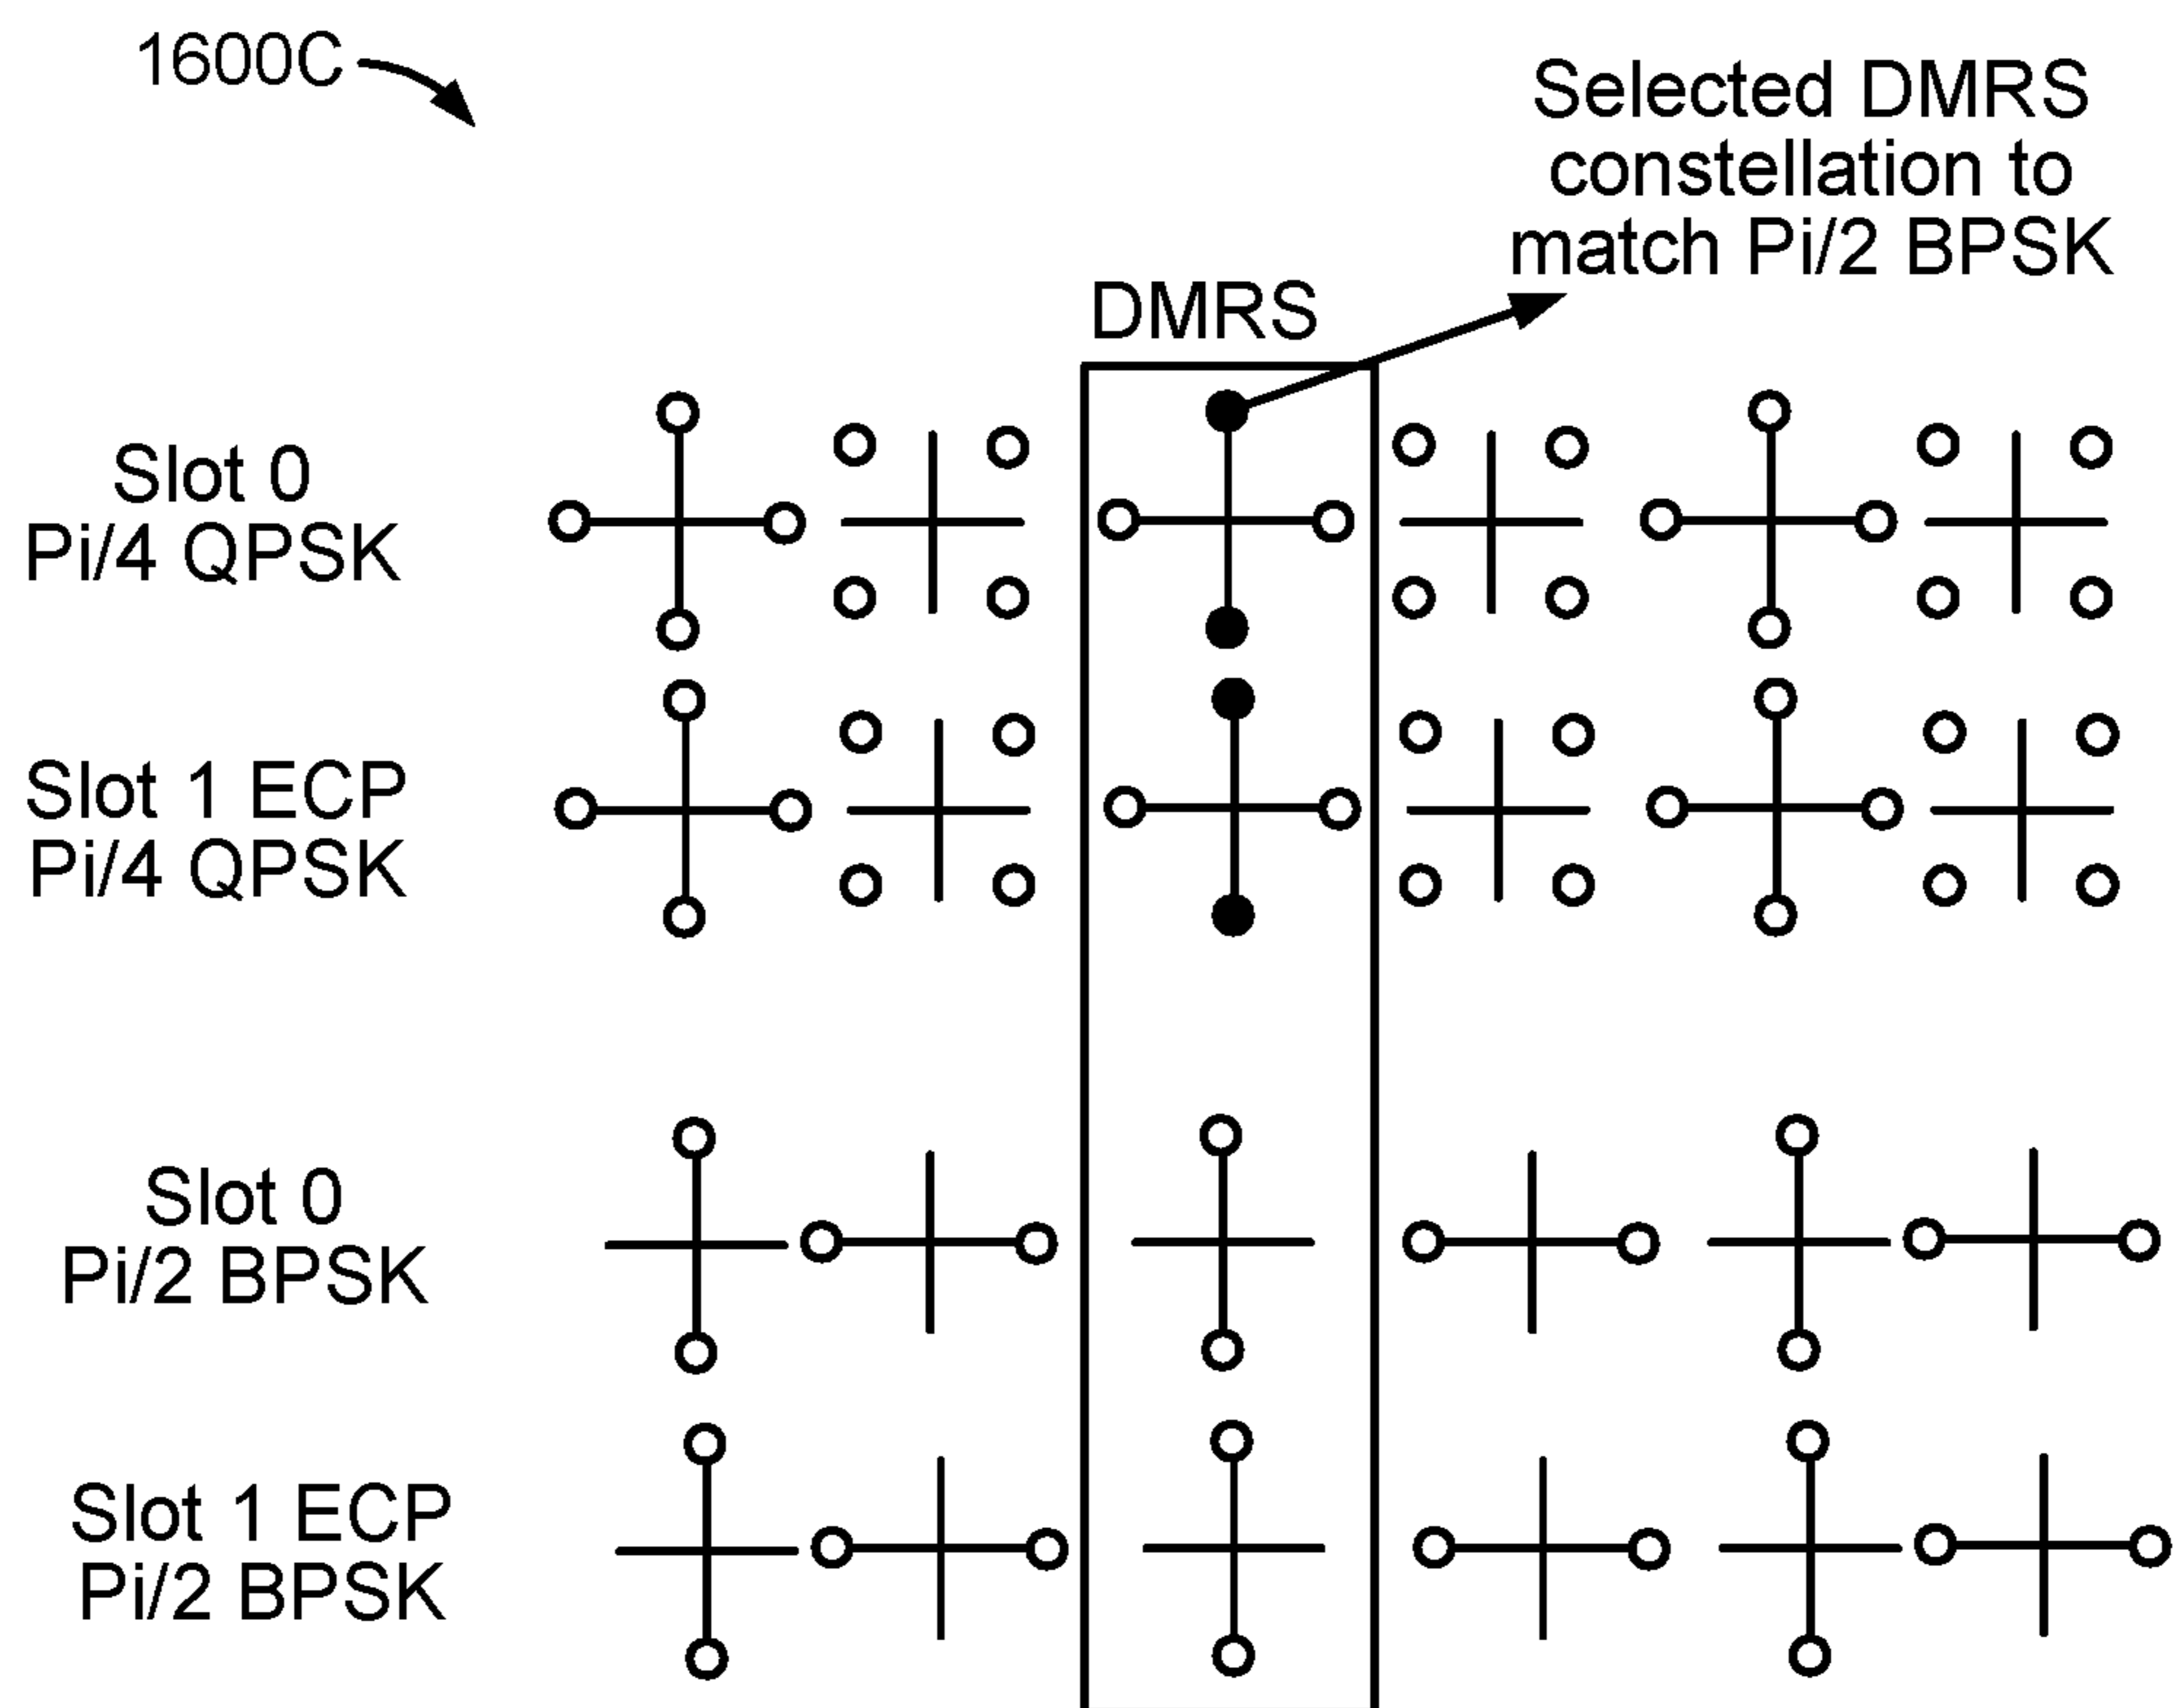 1600C
Selected DMRS
constellation to
match Pi/2 BPSK
DMRS
Slot 0
Pi/4 QPSK
Slot 1 ECP
Pi/4 QPSK
Slot 0
Pi/2 BPSK
Slot 1 ECP
Pi/2 BPSK